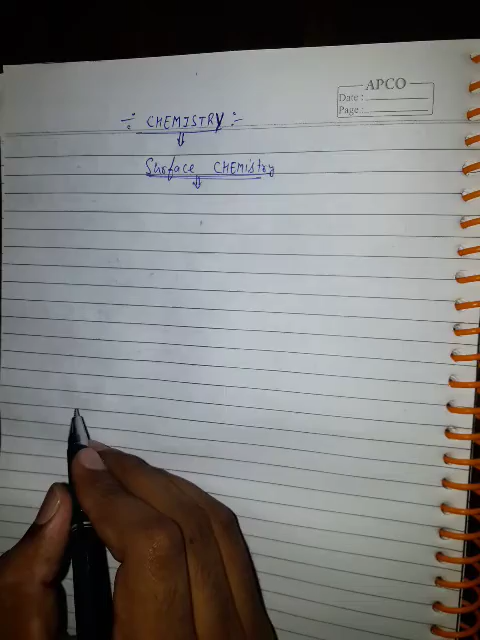 APCO
Date :
Page :
-: CHEMISTRY :-
⇓
Surface CHEMistry
⇓